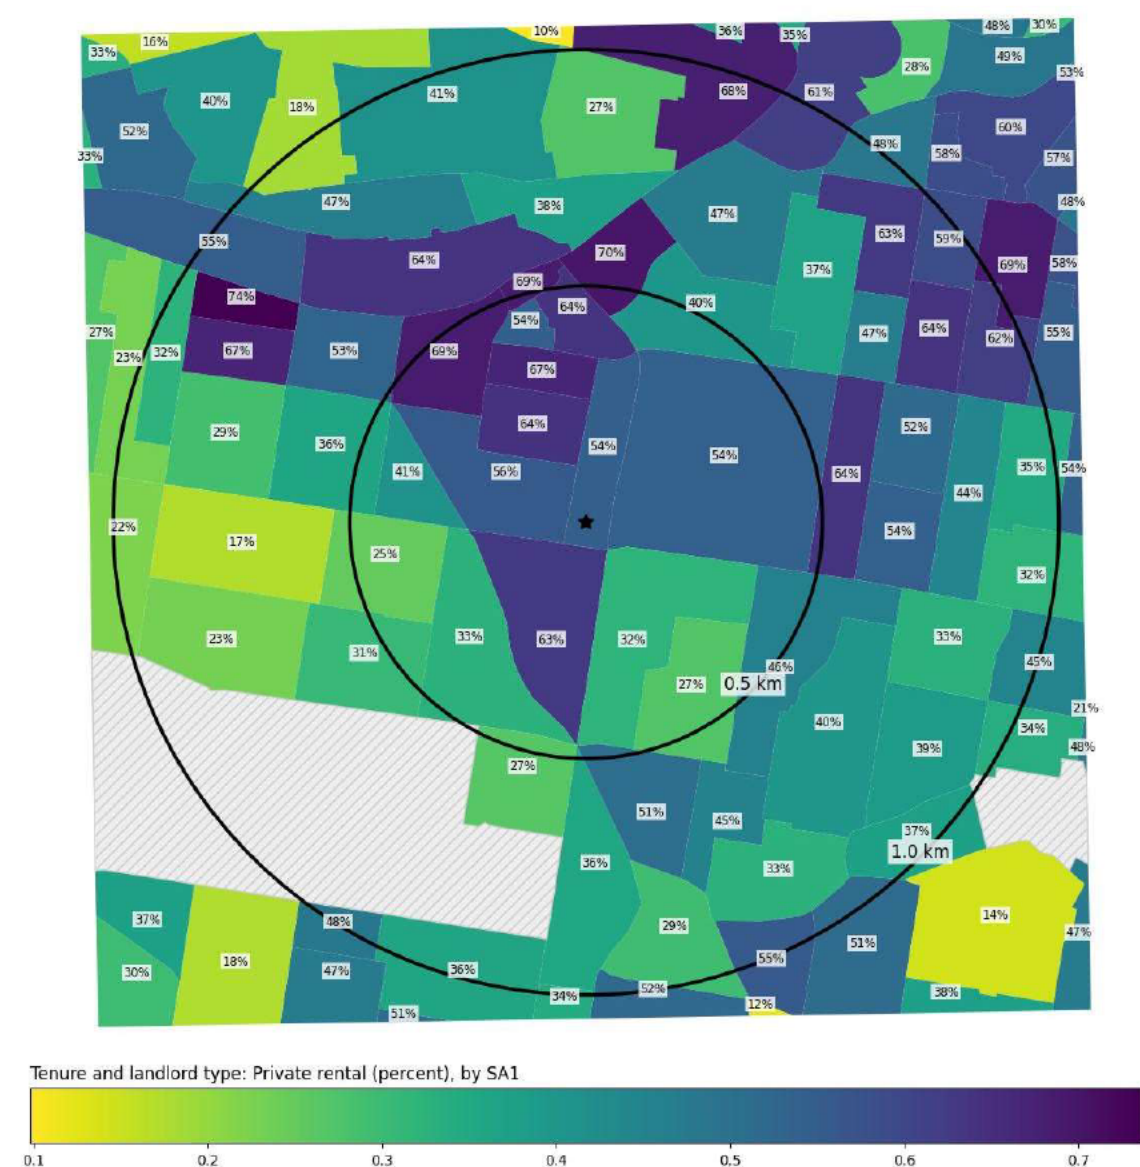 10% 36% 35% 48% 30%
33% 16% 28% 49% 53%
40% 18% 41% 27% 68% 61%
52% 48% 58% 60%
33% 57%
47% 38% 47% 48%
55% 64% 70% 63% 59% 58%
74% 69% 64% 40% 37% 69%
27% 54% 47% 64% 62% 55%
23% 32% 67% 53% 69% 67%
29% 36% 64% 54% 54% 52%
41% 56% 64% 44% 35% 54%
22% 17% 25% 54% 32%
23% 31% 33% 63% 32% 33%
27% 0.5 km 46% 45%
40% 39% 34% 21% 48%
27% 51% 45% 37%
36% 33% 1.0 km
37% 48% 29% 51% 14% 47%
30% 18% 47% 36% 55%
51% 34% 52% 12% 38%
Tenure and landlord type: Private rental (percent), by SA1
0.1 0.2 0.3 0.4 0.5 0.6 0.7